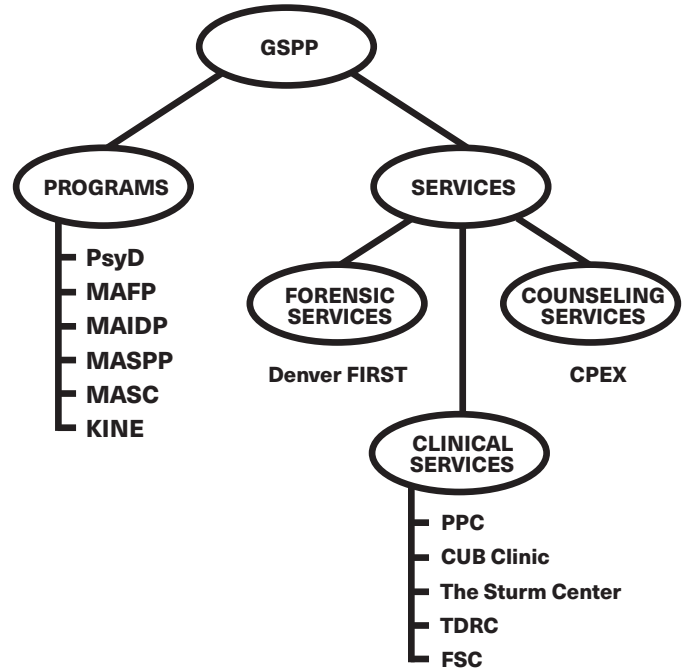 GSPP
PROGRAMS
SERVICES
PsyD
MAFP
MAIDP
MASPP
MASC
KINE
FORENSIC
SERVICES
Denver FIRST
COUNSELING
SERVICES
CPEX
CLINICAL
SERVICES
PPC
CUB Clinic
The Sturm Center
TDRC
FSC